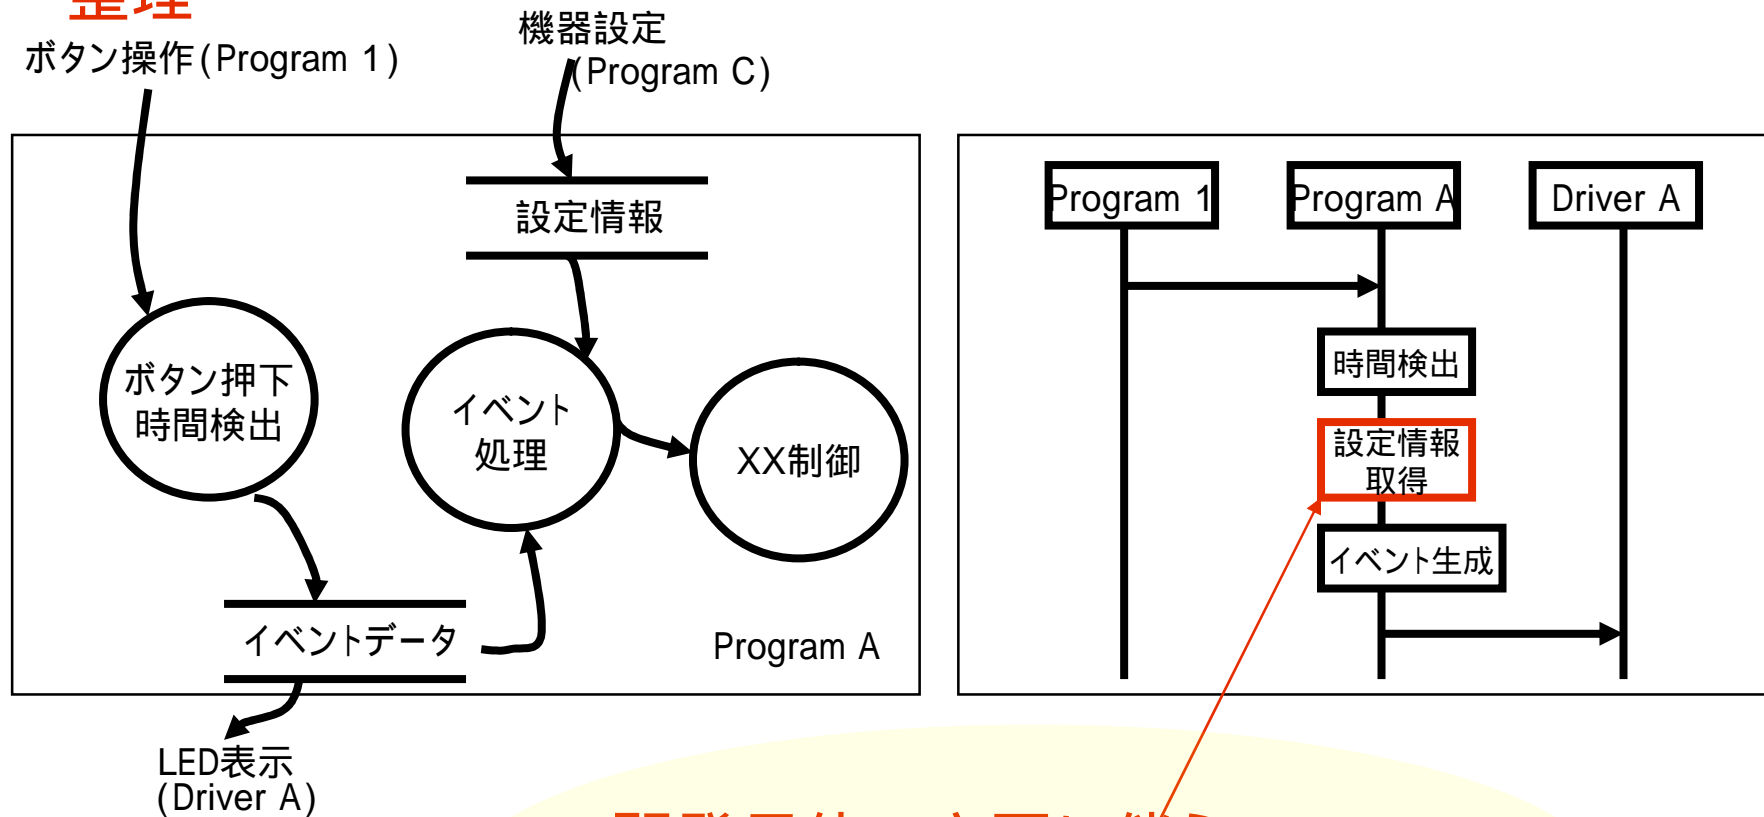 整理
ボタン操作(Program 1)
機器設定
(Program C)
設定情報
ボタン押下
時間検出
イベント
処理
XX制御
イベントデータ
Program A
LED表示
(Driver A)
Program 1
Program A
Driver A
時間検出
設定情報
取得
イベント生成